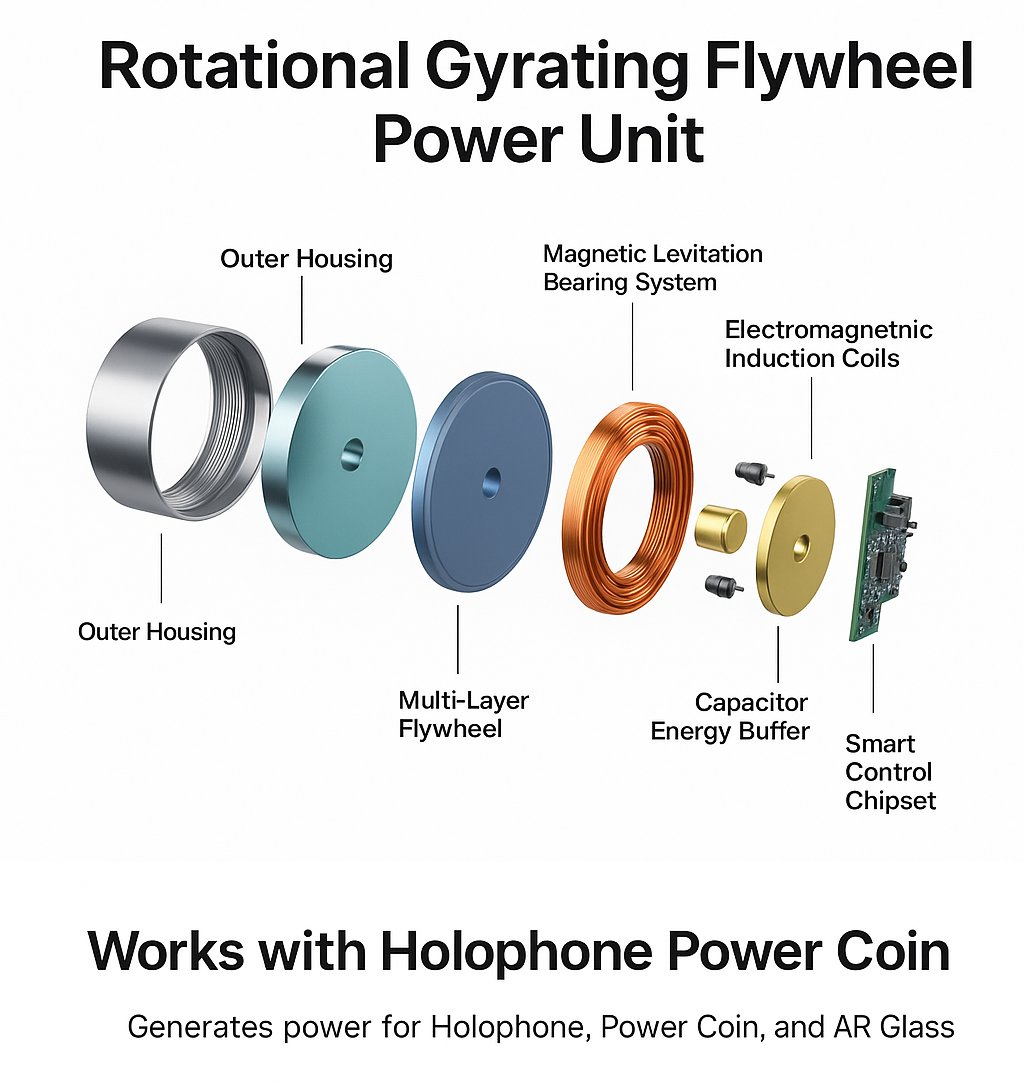 Rotational Gyrating Flywheel
Power Unit
Outer Housing
Magnetic Levitation
Bearing System
Electromagnetnic
Induction Coils
Outer Housing
Multi-Layer
Flywheel
Capacitor
Energy Buffer
Smart
Control
Chipset
Works with Holophone Power Coin
Generates power for Holophone, Power Coin, and AR Glass